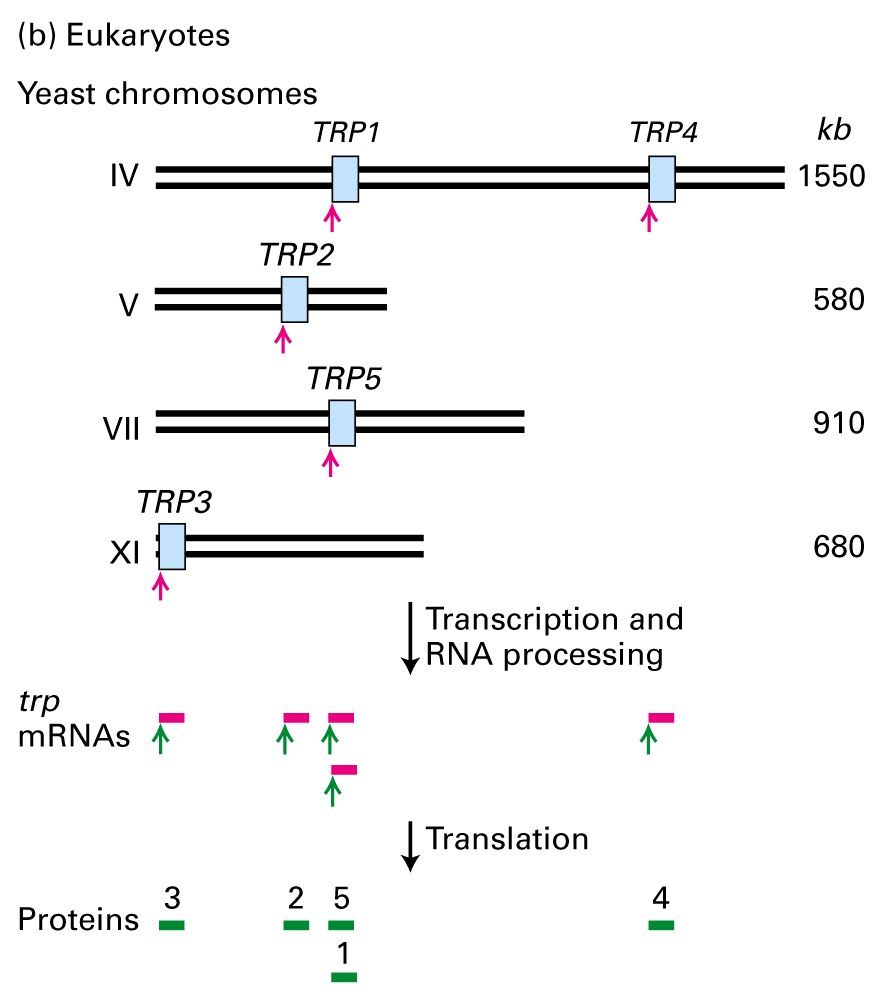 (b) Eukaryotes
Yeast chromosomes
TRP1 TRP4 kb
IV 1550
TRP2
V 580
TRP5
VII 910
TRP3
XI 680
Transcription and
RNA processing
trp
mRNAs
Translation
3 2 5 4
Proteins
1